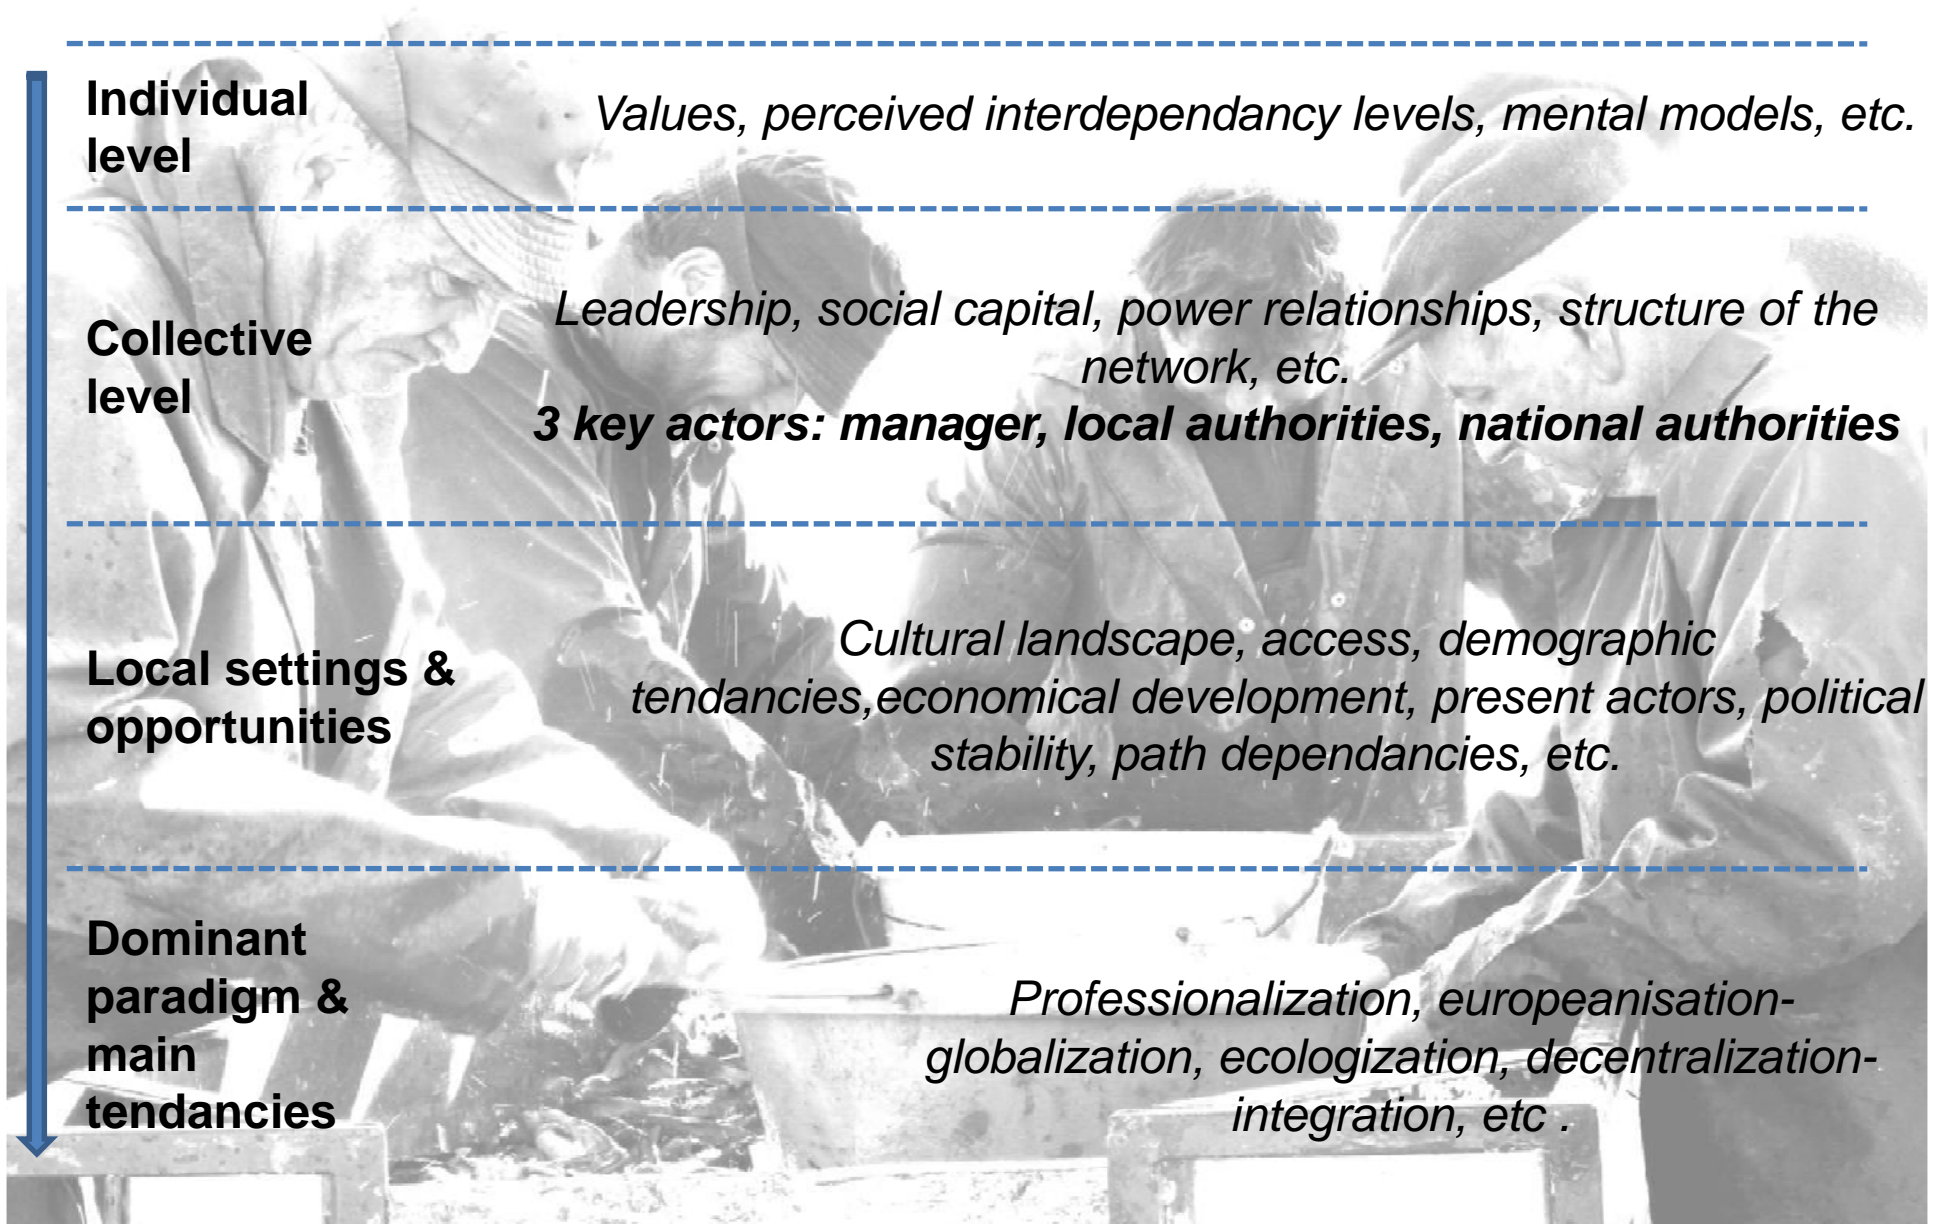 Individual
level
Values, perceived interdependancy levels, mental models, etc.
Collective
level
Leadership, social capital, power relationships, structure of the
network, etc.
3 key actors: manager, local authorities, national authorities
Local settings &
opportunities
Cultural landscape, access, demographic
tendancies,economical development, present actors, political
stability, path dependancies, etc.
Dominant
paradigm &
main
tendancies
Professionalization, europeanisation-
globalization, ecologization, decentralization-
integration, etc .